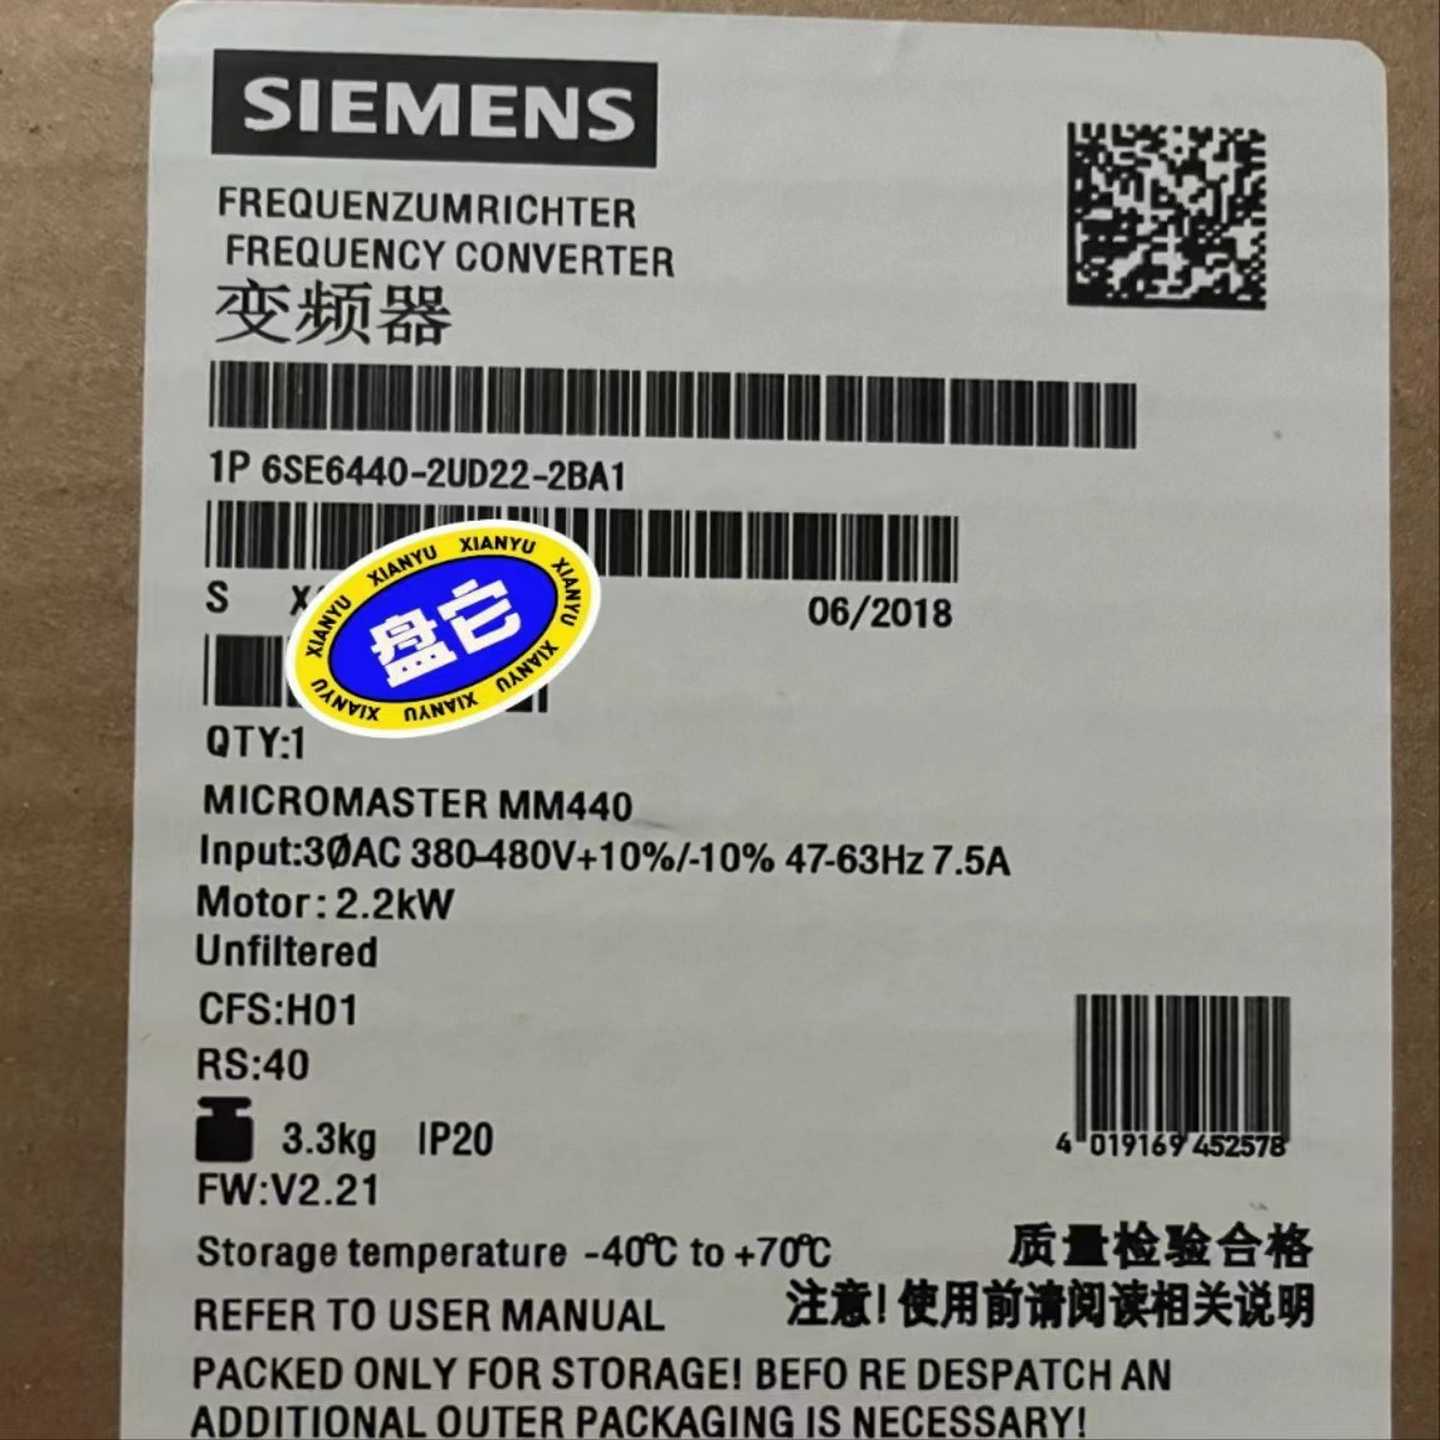 SIEMENS
FREQUENZUMRICHTER
FREQUENCY CONVERTER
变频器
1P 6SE6440-2UD22-2BA1
S
06/2018
XIANYU XIANYU XIANYU XIANYU XIANYU XIANYU XIANYU XIANYU
盘它
QTY:1
MICROMASTER MM440
Input:3ØAC 380-480V+10%/-10% 47-63Hz 7.5A
Motor: 2.2kW
Unfiltered
CFS:H01
RS:40
3.3kg IP20
4 019169 452578
FW:V2.21
Storage temperature -40℃ to +70℃
质量检验合格
REFER TO USER MANUAL
注意! 使用前请阅读相关说明
PACKED ONLY FOR STORAGE! BEFO RE DESPATCH AN
ADDITIONAL OUTER PACKAGING IS NECESSARY!